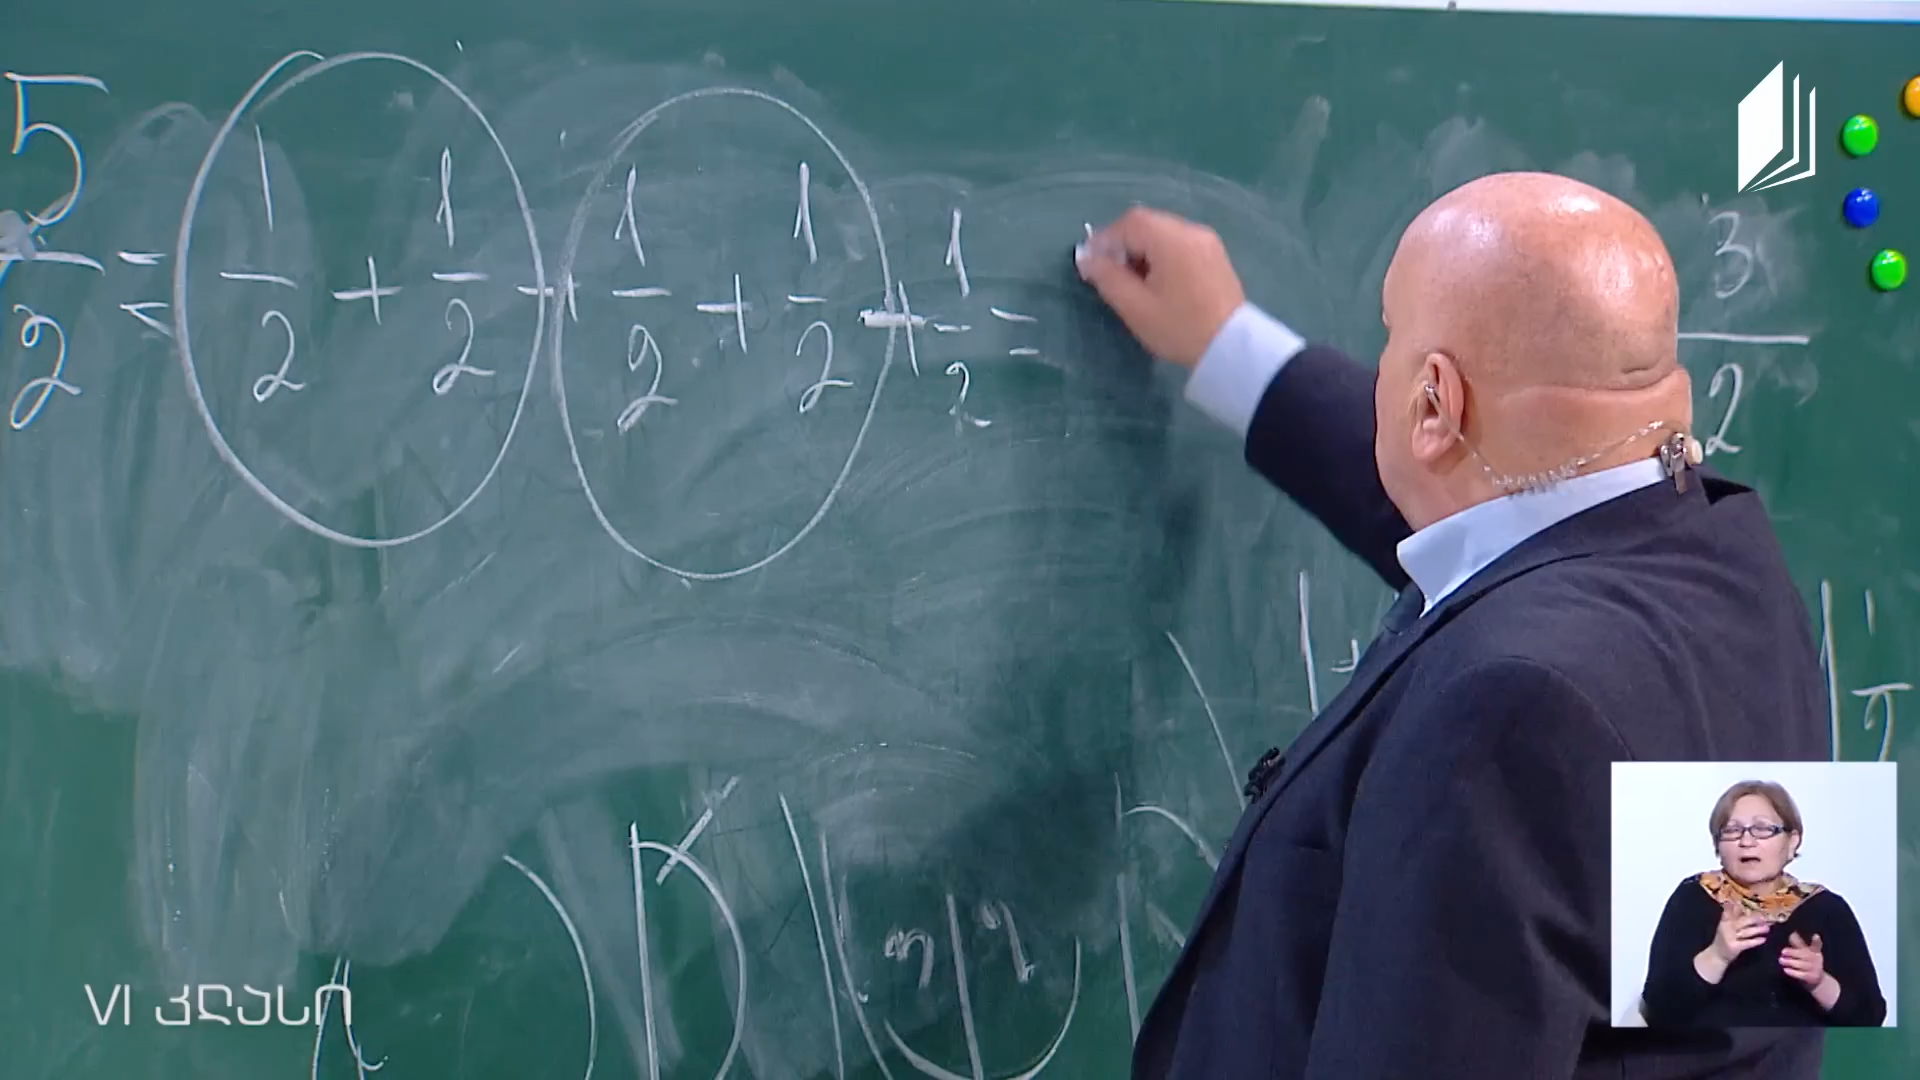 5/2 = 1/2 + 1/2 + 1/2 + 1/2 + 1/2 =
3/2
VI კლასი